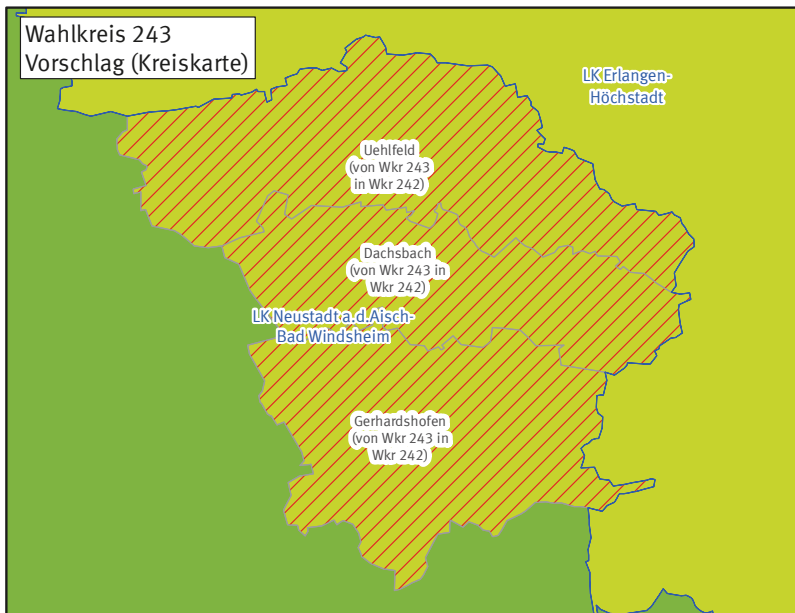 Wahlkreis 243
Vorschlag (Kreiskarte)
LK Erlangen-
Höchstadt
Uehlfeld
(von Wkr 243
in Wkr 242)
Dachsbach
(von Wkr 243 in
Wkr 242)
LK Neustadt a.d.Aisch-
Bad Windsheim
Gerhardshofen
(von Wkr 243 in
Wkr 242)